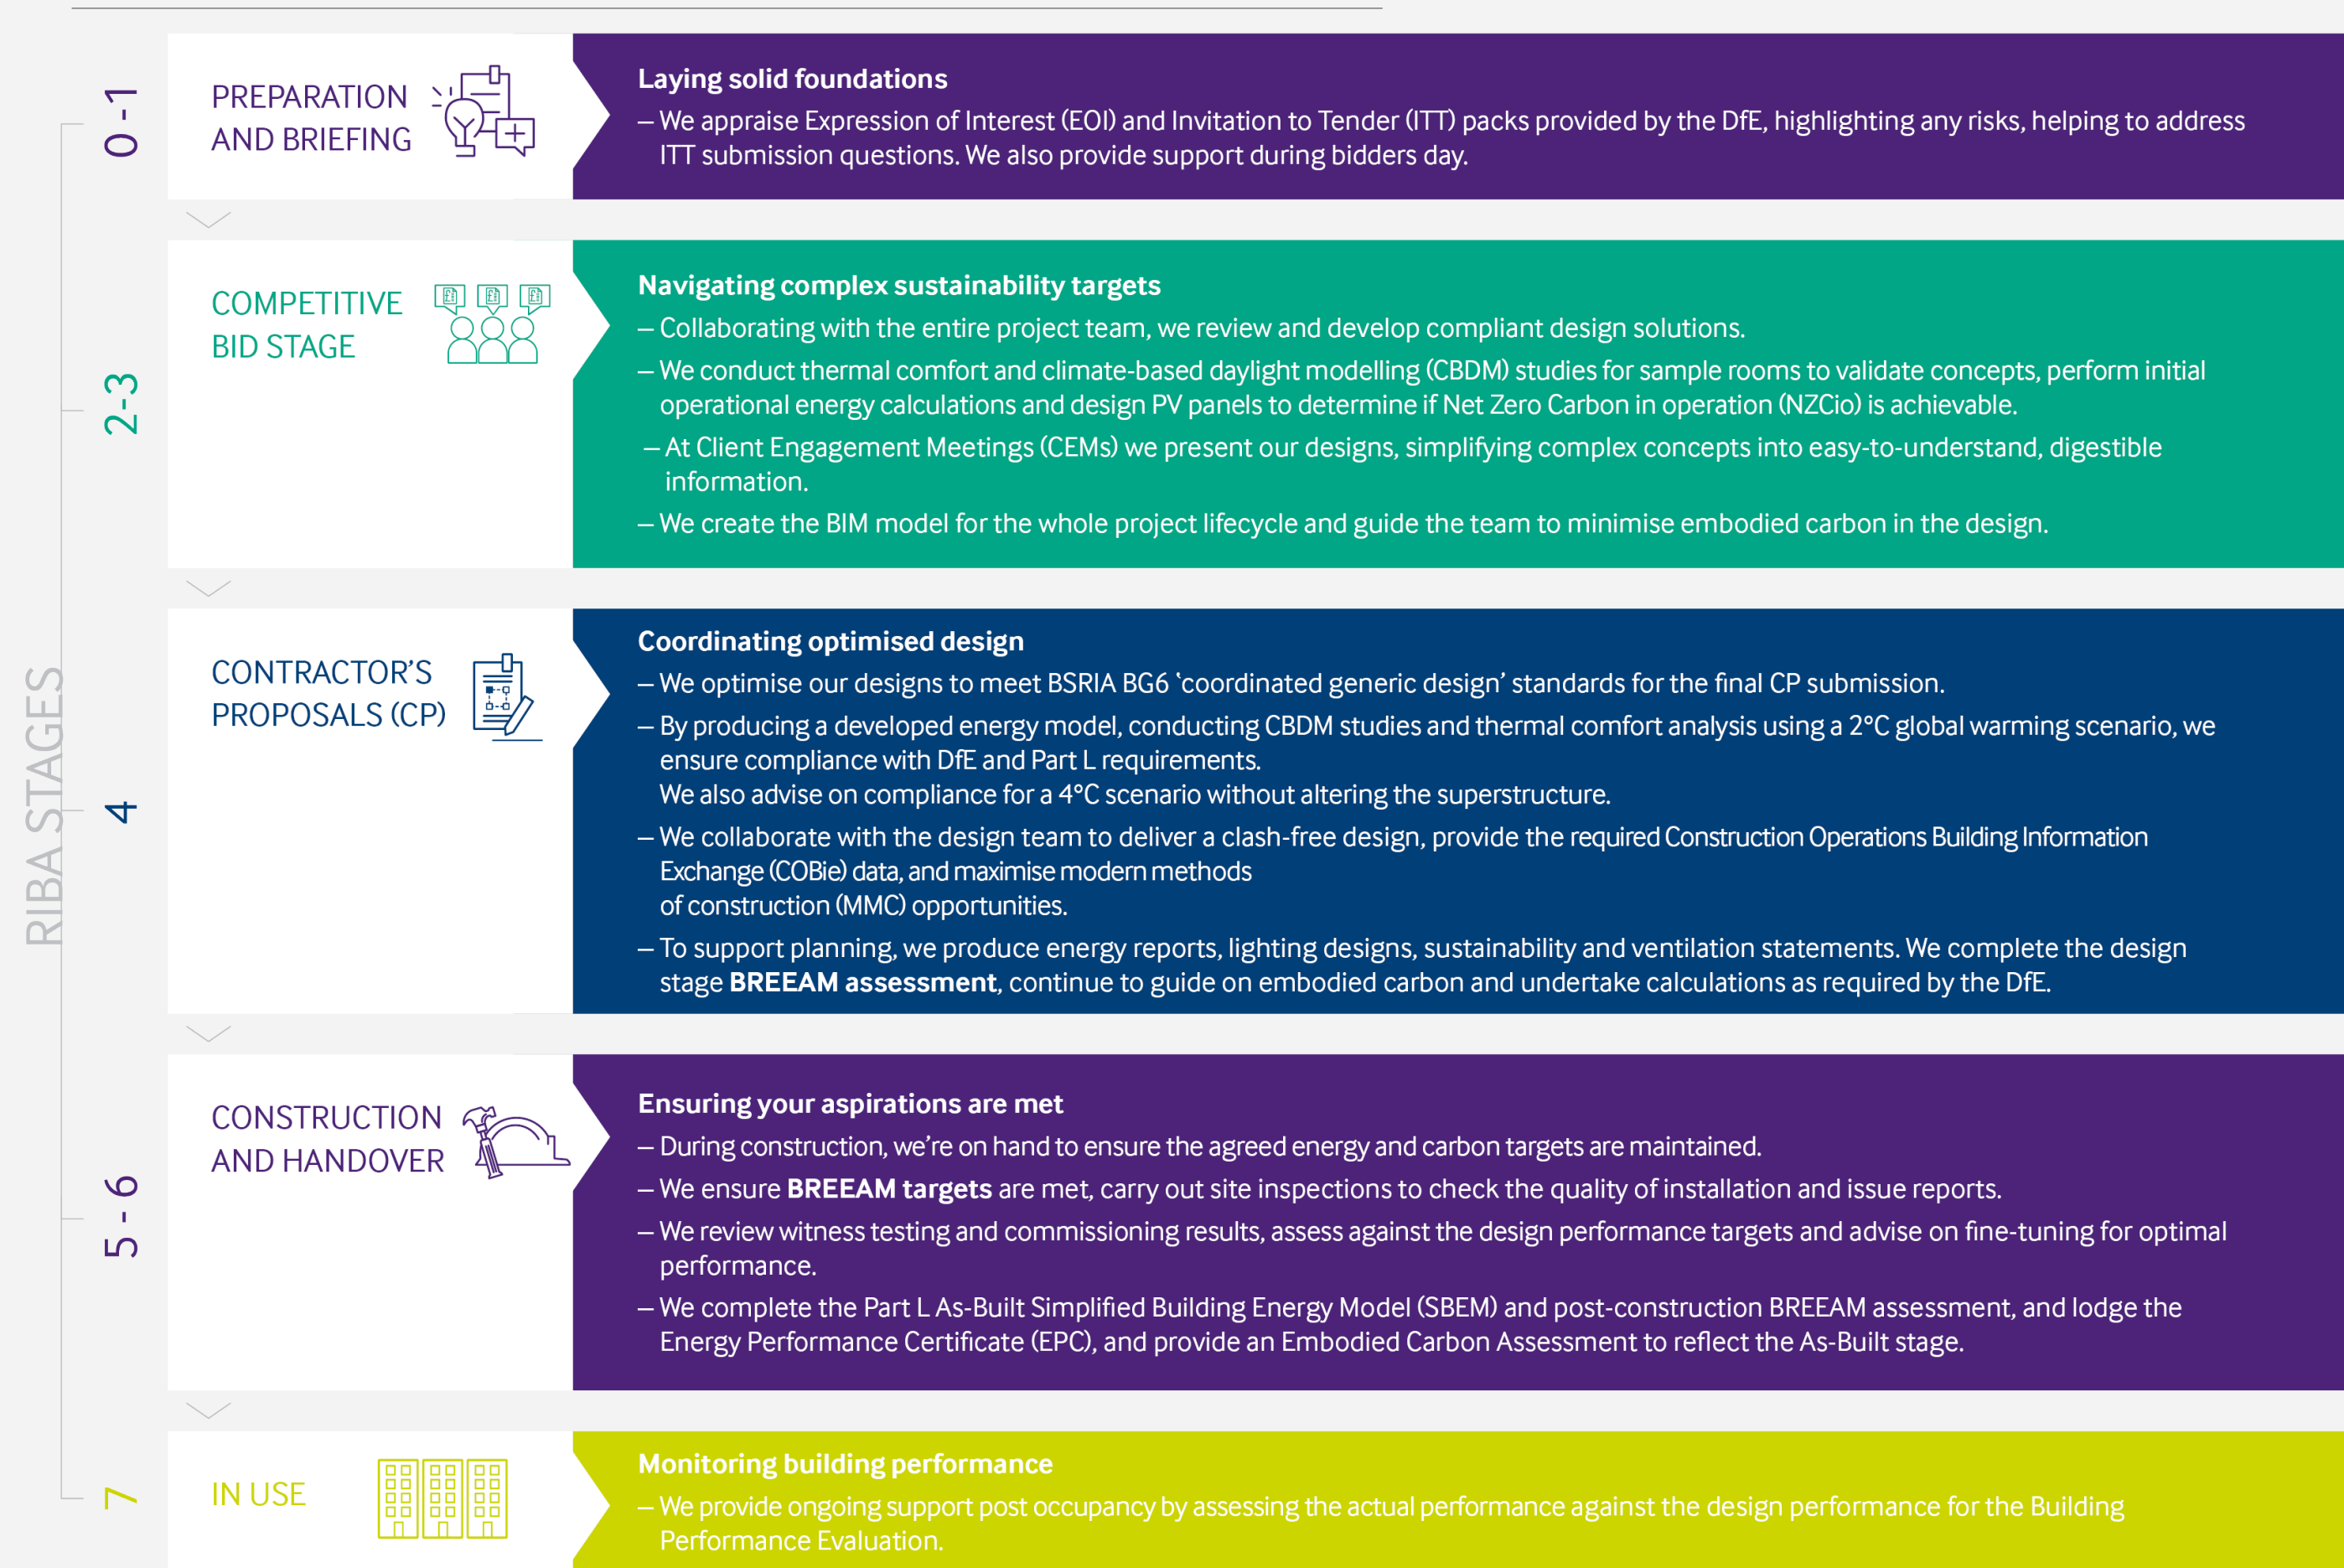 RIBA STAGES
0 - 1
PREPARATION
AND BRIEFING
Laying solid foundations
– We appraise Expression of Interest (EOI) and Invitation to Tender (ITT) packs provided by the DfE, highlighting any risks, helping to address
ITT submission questions. We also provide support during bidders day.
2-3
COMPETITIVE
BID STAGE
Navigating complex sustainability targets
– Collaborating with the entire project team, we review and develop compliant design solutions.
– We conduct thermal comfort and climate-based daylight modelling (CBDM) studies for sample rooms to validate concepts, perform initial
operational energy calculations and design PV panels to determine if Net Zero Carbon in operation (NZCio) is achievable.
– At Client Engagement Meetings (CEMs) we present our designs, simplifying complex concepts into easy-to-understand, digestible
information.
– We create the BIM model for the whole project lifecycle and guide the team to minimise embodied carbon in the design.
4
CONTRACTOR’S
PROPOSALS (CP)
Coordinating optimised design
– We optimise our designs to meet BSRIA BG6 ‘coordinated generic design’ standards for the final CP submission.
– By producing a developed energy model, conducting CBDM studies and thermal comfort analysis using a 2°C global warming scenario, we
ensure compliance with DfE and Part L requirements.
We also advise on compliance for a 4°C scenario without altering the superstructure.
– We collaborate with the design team to deliver a clash-free design, provide the required Construction Operations Building Information
Exchange (COBie) data, and maximise modern methods
of construction (MMC) opportunities.
– To support planning, we produce energy reports, lighting designs, sustainability and ventilation statements. We complete the design
stage BREEAM assessment, continue to guide on embodied carbon and undertake calculations as required by the DfE.
5 - 6
CONSTRUCTION
AND HANDOVER
Ensuring your aspirations are met
– During construction, we’re on hand to ensure the agreed energy and carbon targets are maintained.
– We ensure BREEAM targets are met, carry out site inspections to check the quality of installation and issue reports.
– We review witness testing and commissioning results, assess against the design performance targets and advise on fine-tuning for optimal
performance.
– We complete the Part L As-Built Simplified Building Energy Model (SBEM) and post-construction BREEAM assessment, and lodge the
Energy Performance Certificate (EPC), and provide an Embodied Carbon Assessment to reflect the As-Built stage.
7
IN USE
Monitoring building performance
– We provide ongoing support post occupancy by assessing the actual performance against the design performance for the Building
Performance Evaluation.